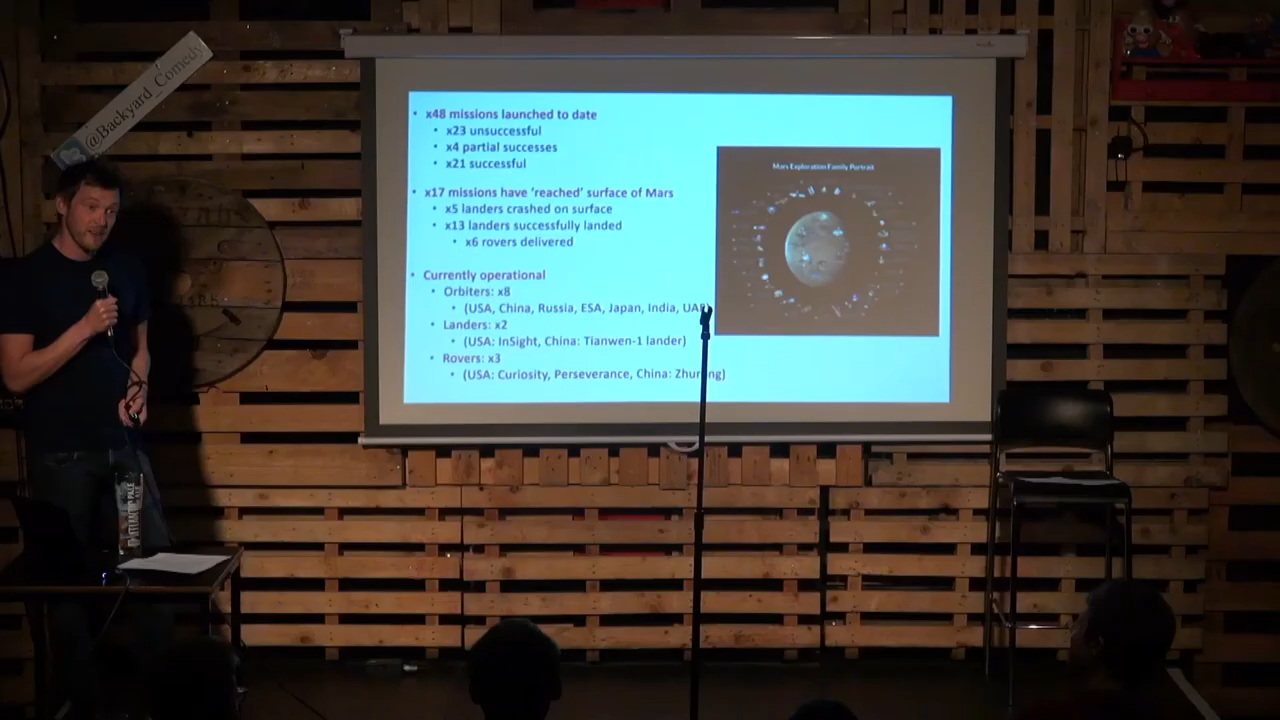 @Backyard_Comedy
• x48 missions launched to date
• x23 unsuccessful
• x4 partial successes
• x21 successful
• x17 missions have ‘reached’ surface of Mars
• x5 landers crashed on surface
• x13 landers successfully landed
• x6 rovers delivered
• Currently operational
• Orbiters: x8
• (USA, China, Russia, ESA, Japan, India, UAE)
• Landers: x2
• (USA: InSight, China: Tianwen-1 lander)
• Rovers: x3
• (USA: Curiosity, Perseverance, China: Zhurong)
Mars Exploration Family Portrait